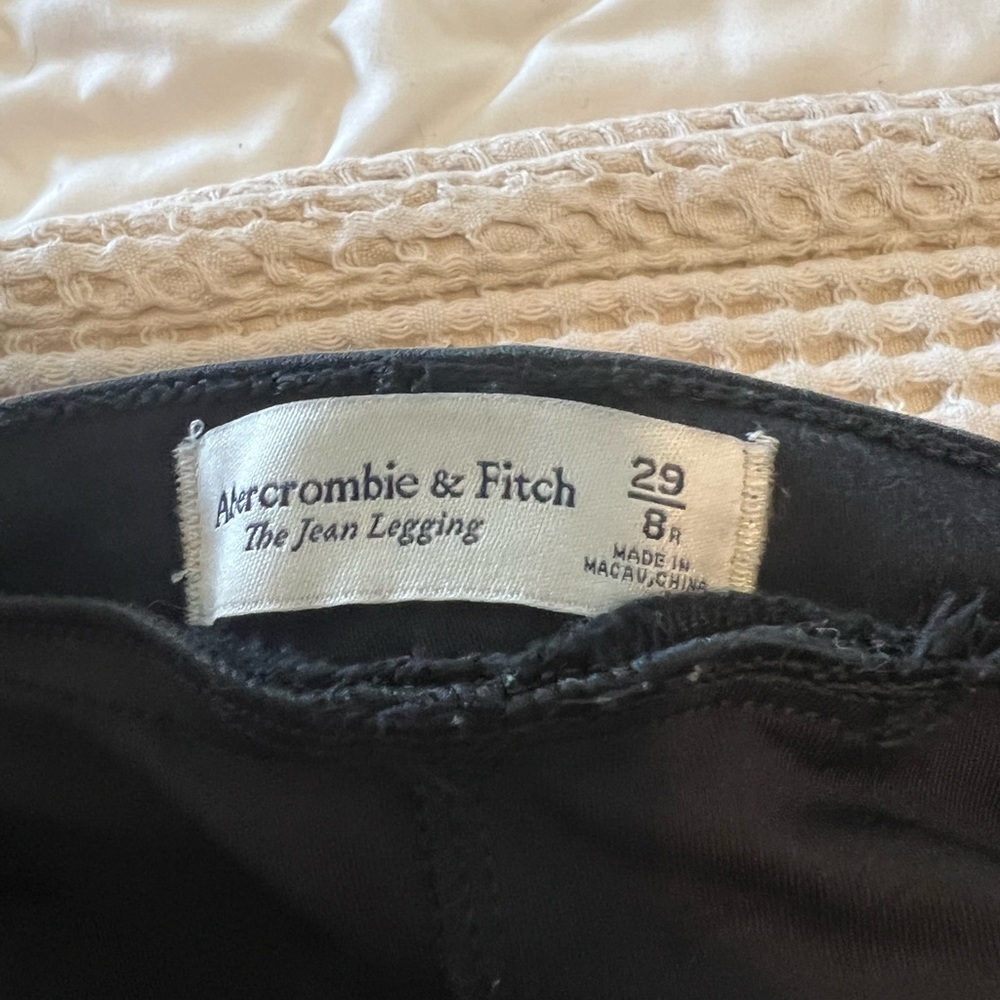 Abercrombie & Fitch
The Jean Legging
29
8R
MADE IN
MACAU, CHINA